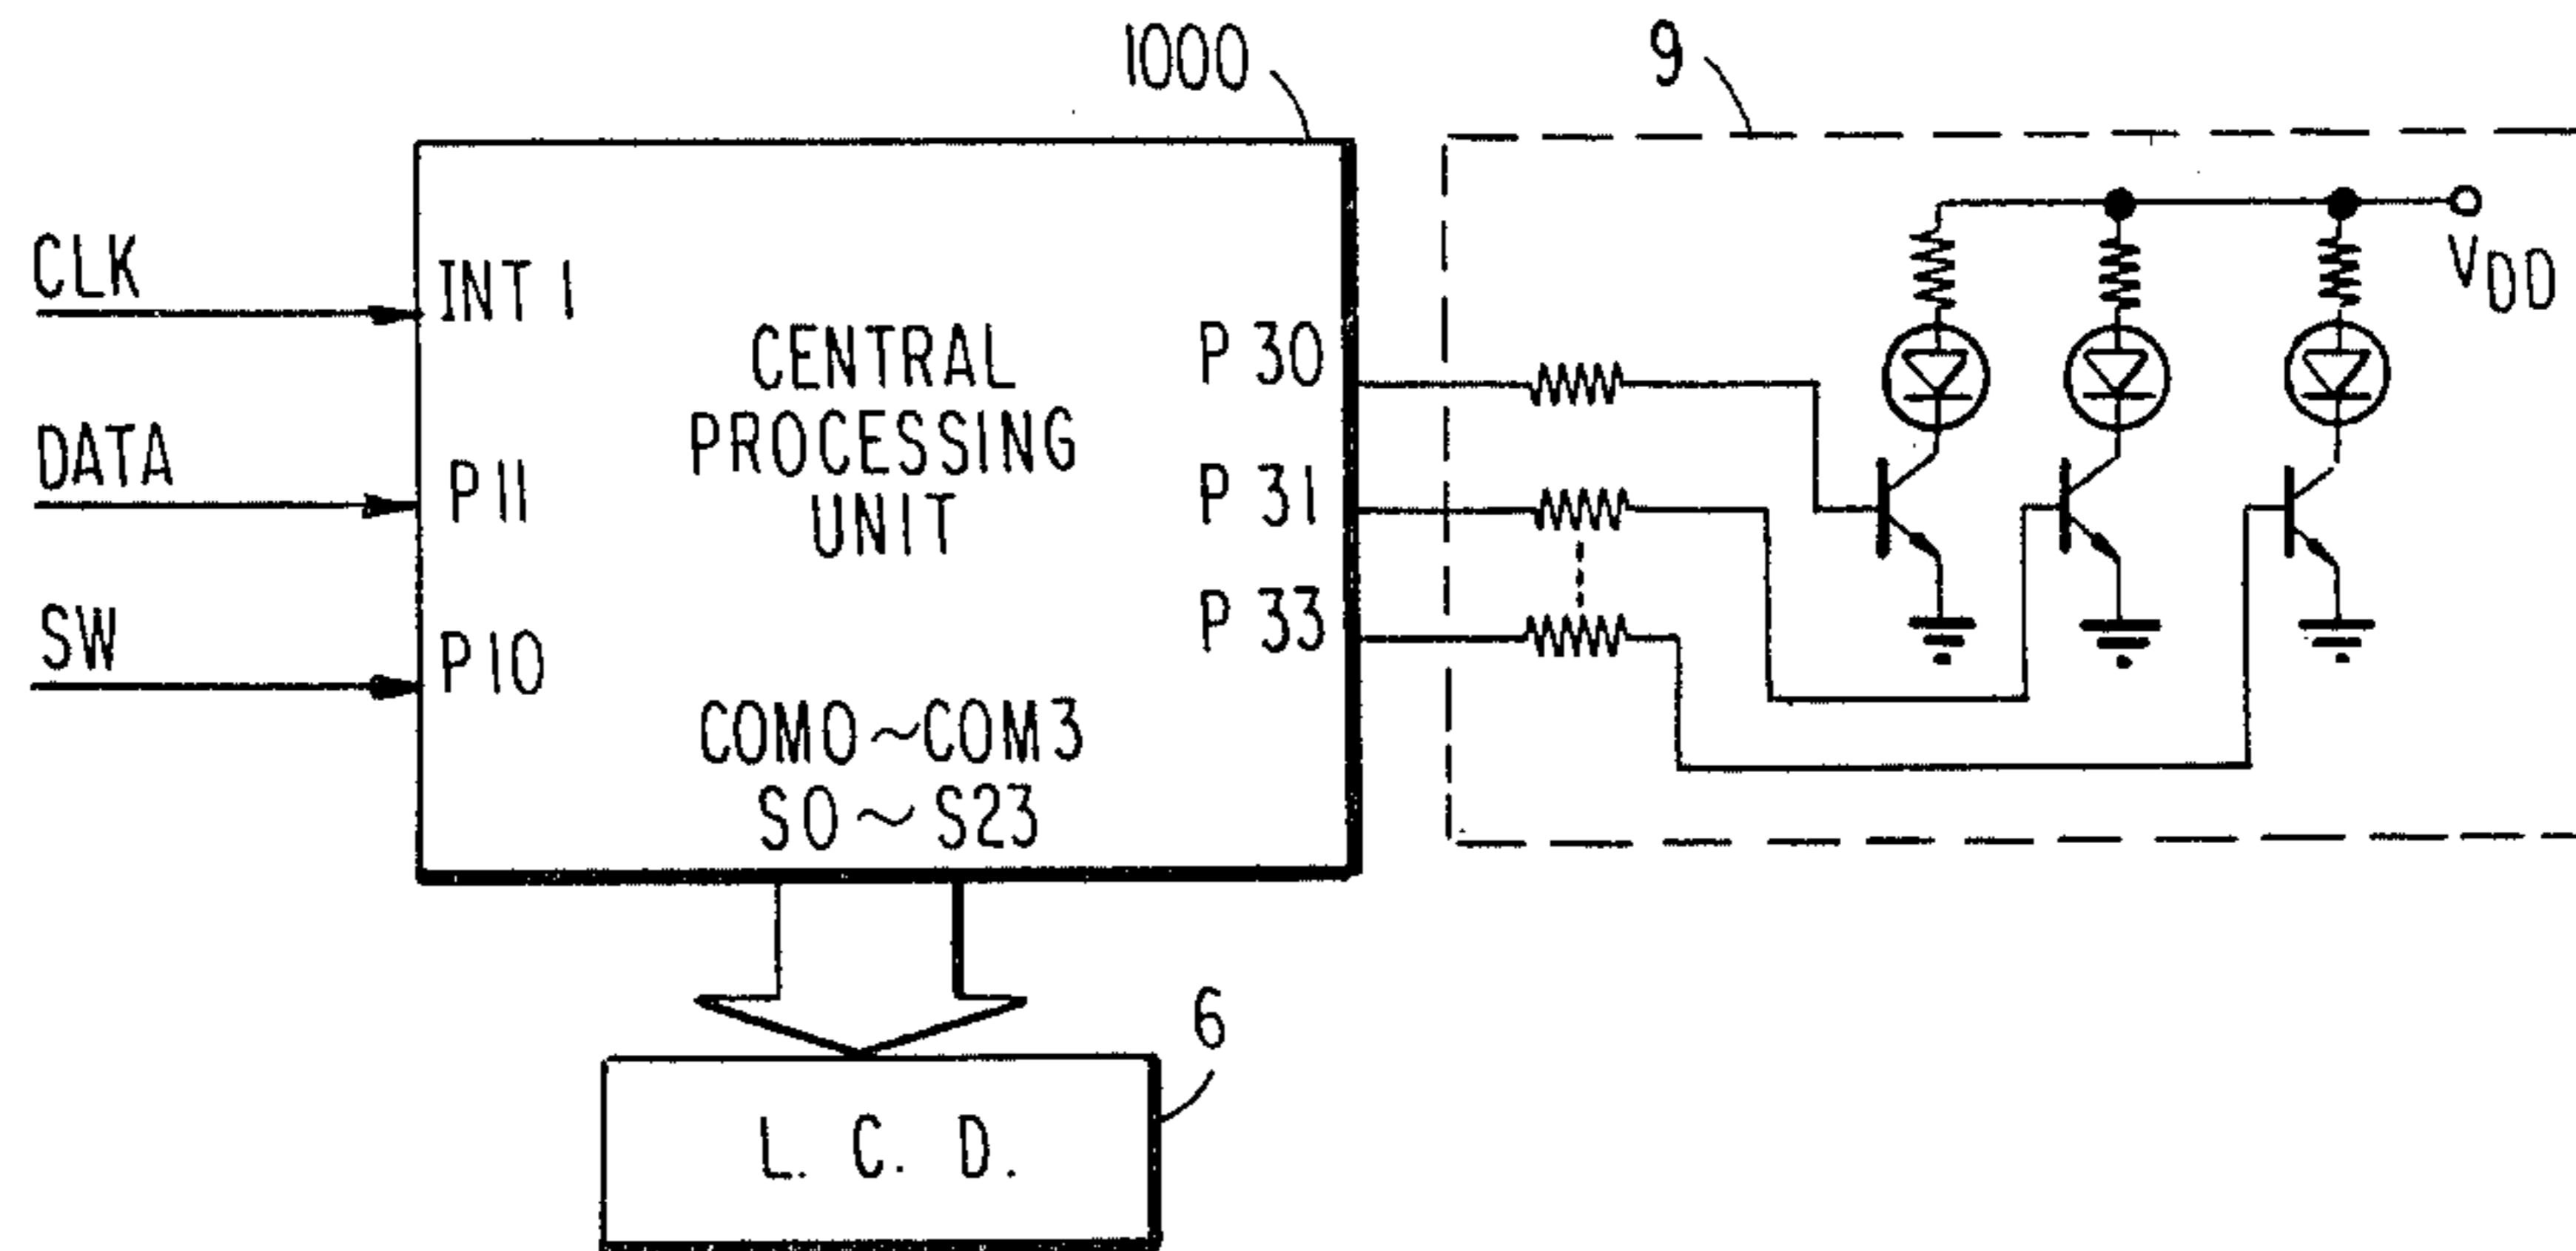 1000
9
CLK
INT 1
DATA
P 11
SW
P 10
CENTRAL
PROCESSING
UNIT
P 30
P 31
P 33
COM0~COM3
S0~S23
VDD
6
L. C. D.